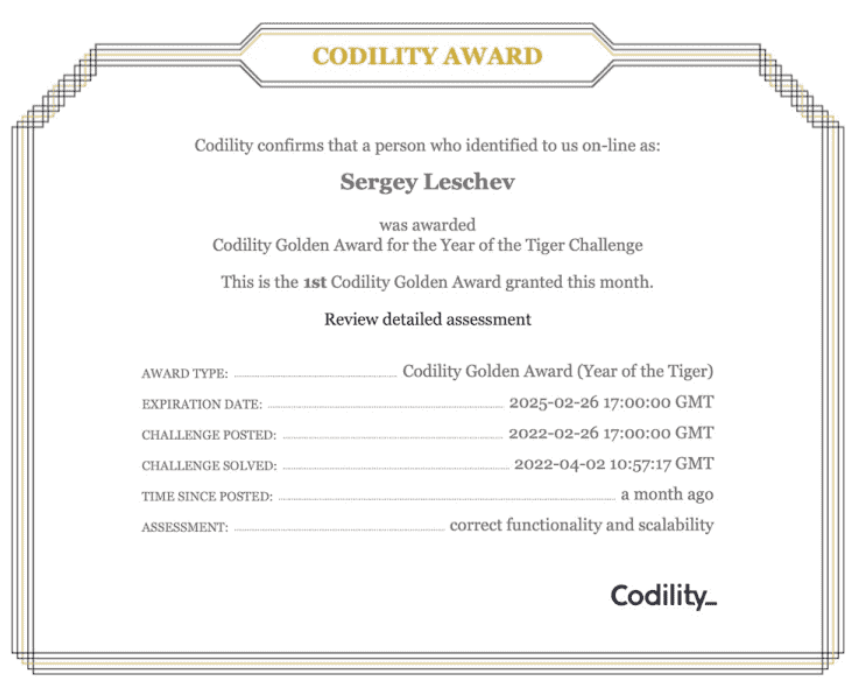 CODILITY AWARD
Codility confirms that a person who identified to us on-line as:
Sergey Leschev
was awarded
Codility Golden Award for the Year of the Tiger Challenge
This is the 1st Codility Golden Award granted this month.
Review detailed assessment
AWARD TYPE: Codility Golden Award (Year of the Tiger)
EXPIRATION DATE: 2025-02-26 17:00:00 GMT
CHALLENGE POSTED: 2022-02-26 17:00:00 GMT
CHALLENGE SOLVED: 2022-04-02 10:57:17 GMT
TIME SINCE POSTED: a month ago
ASSESSMENT: correct functionality and scalability
Codility_